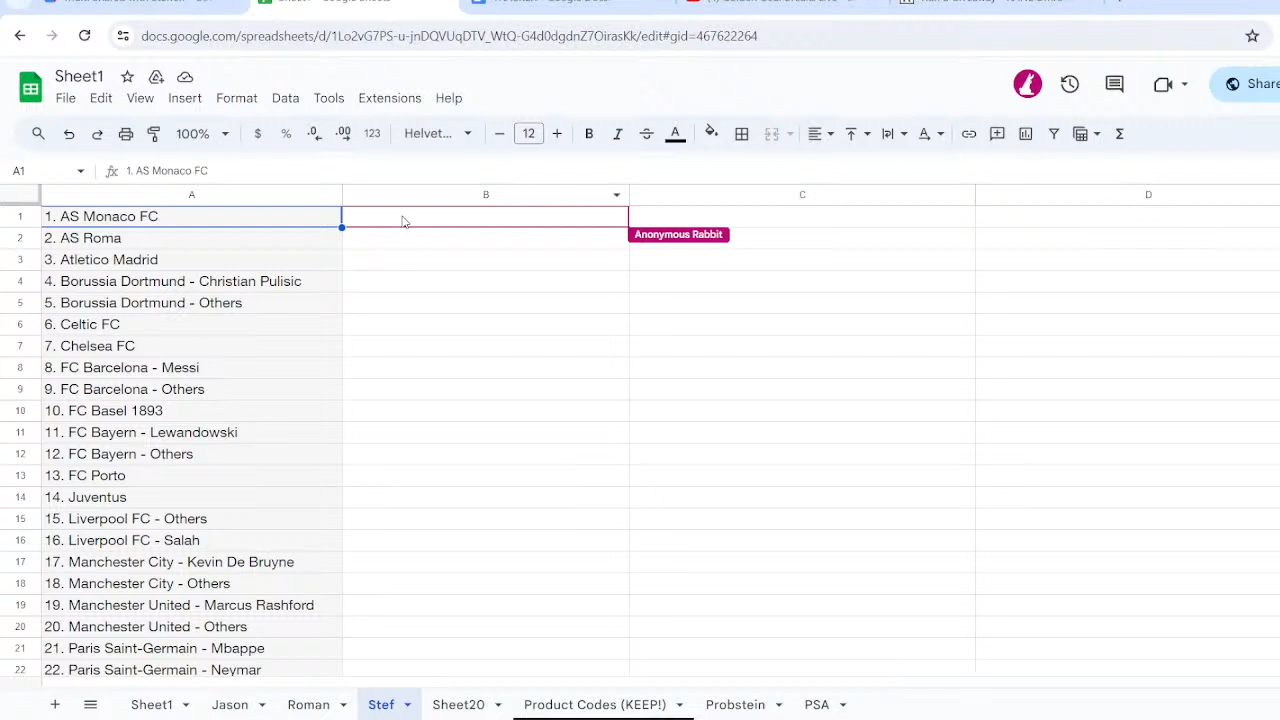 docs.google.com/spreadsheets/d/1Lo2vG7PS-u-jnDQVUqDTV_WtQ-G4d0dgdnZ7OirasKk/edit#gid=467622264
Sheet1
Share
File Edit View Insert Format Data Tools Extensions Help
100% $ % .0 .00 123 Helvet... 12 B I A
A1 1. AS Monaco FC
A B C D
1 1. AS Monaco FC
Anonymous Rabbit
2 2. AS Roma
3 3. Atletico Madrid
4 4. Borussia Dortmund - Christian Pulisic
5 5. Borussia Dortmund - Others
6 6. Celtic FC
7 7. Chelsea FC
8 8. FC Barcelona - Messi
9 9. FC Barcelona - Others
10 10. FC Basel 1893
11 11. FC Bayern - Lewandowski
12 12. FC Bayern - Others
13 13. FC Porto
14 14. Juventus
15 15. Liverpool FC - Others
16 16. Liverpool FC - Salah
17 17. Manchester City - Kevin De Bruyne
18 18. Manchester City - Others
19 19. Manchester United - Marcus Rashford
20 20. Manchester United - Others
21 21. Paris Saint-Germain - Mbappe
22 22. Paris Saint-Germain - Neymar
Sheet1 Jason Roman Stef Sheet20 Product Codes (KEEP!) Probstein PSA